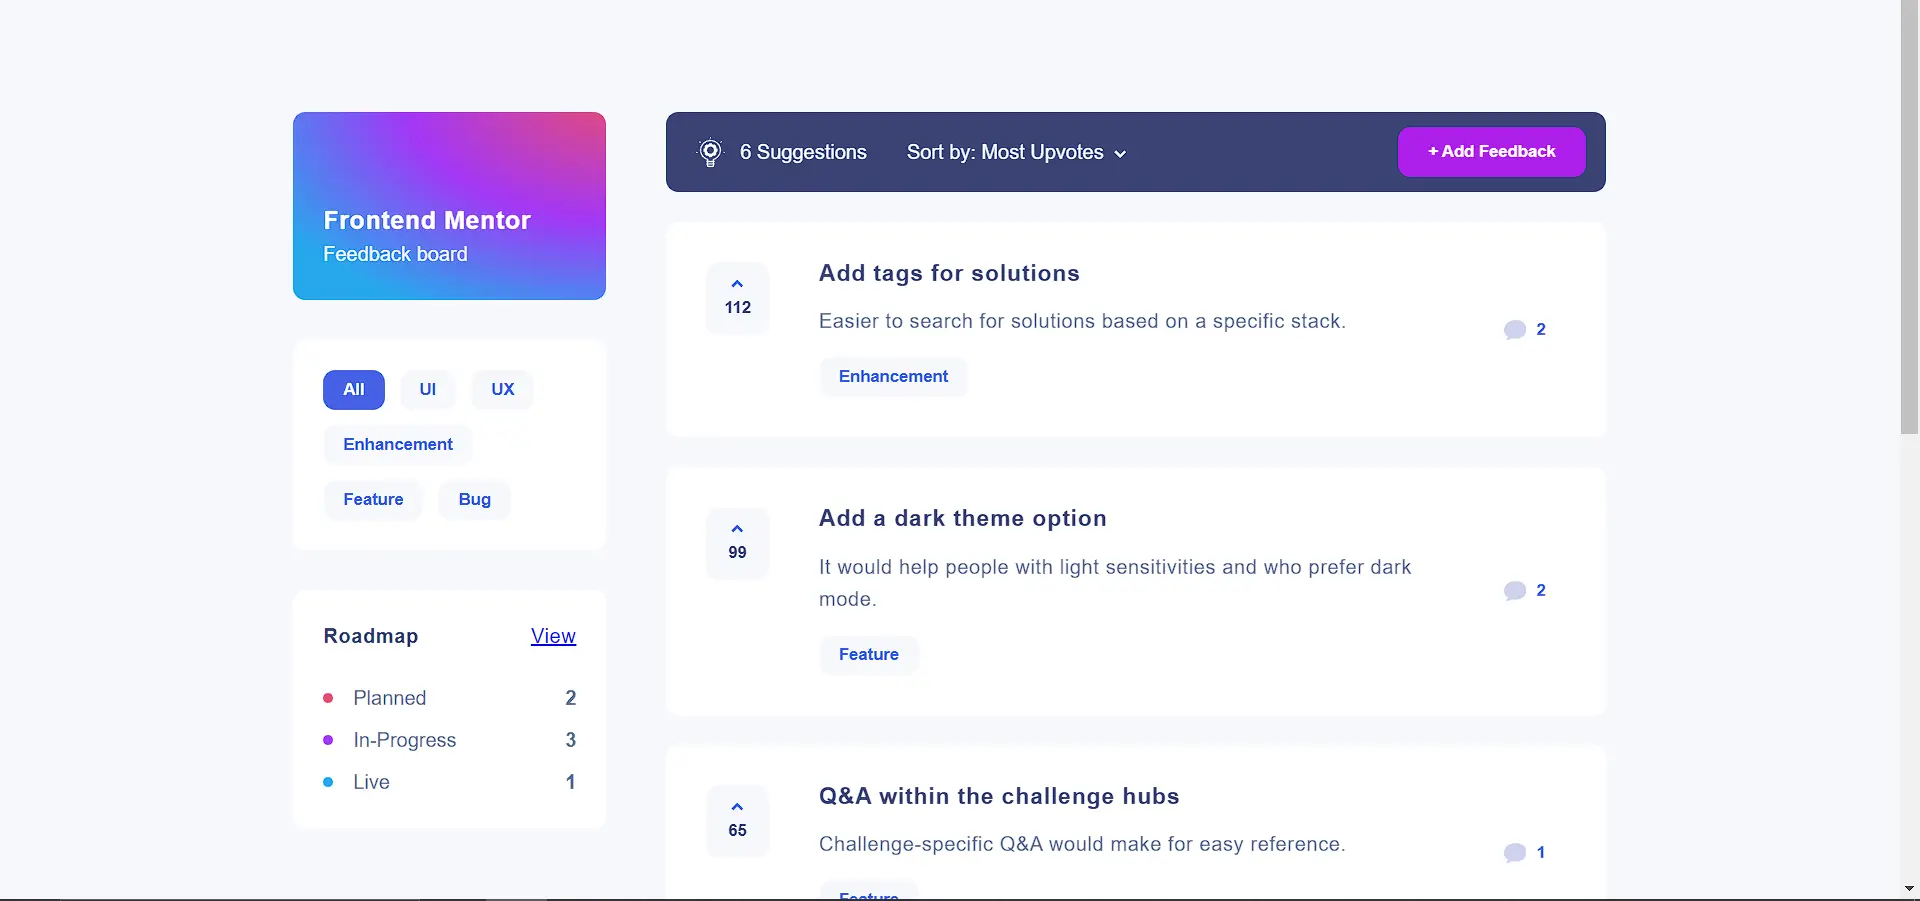 Frontend Mentor
Feedback board
All UI UX
Enhancement
Feature Bug
Roadmap View
Planned 2
In-Progress 3
Live 1
6 Suggestions Sort by: Most Upvotes + Add Feedback
112
Add tags for solutions
Easier to search for solutions based on a specific stack.
Enhancement
2
99
Add a dark theme option
It would help people with light sensitivities and who prefer dark
mode.
Feature
2
65
Q&A within the challenge hubs
Challenge-specific Q&A would make for easy reference.
Feature
1